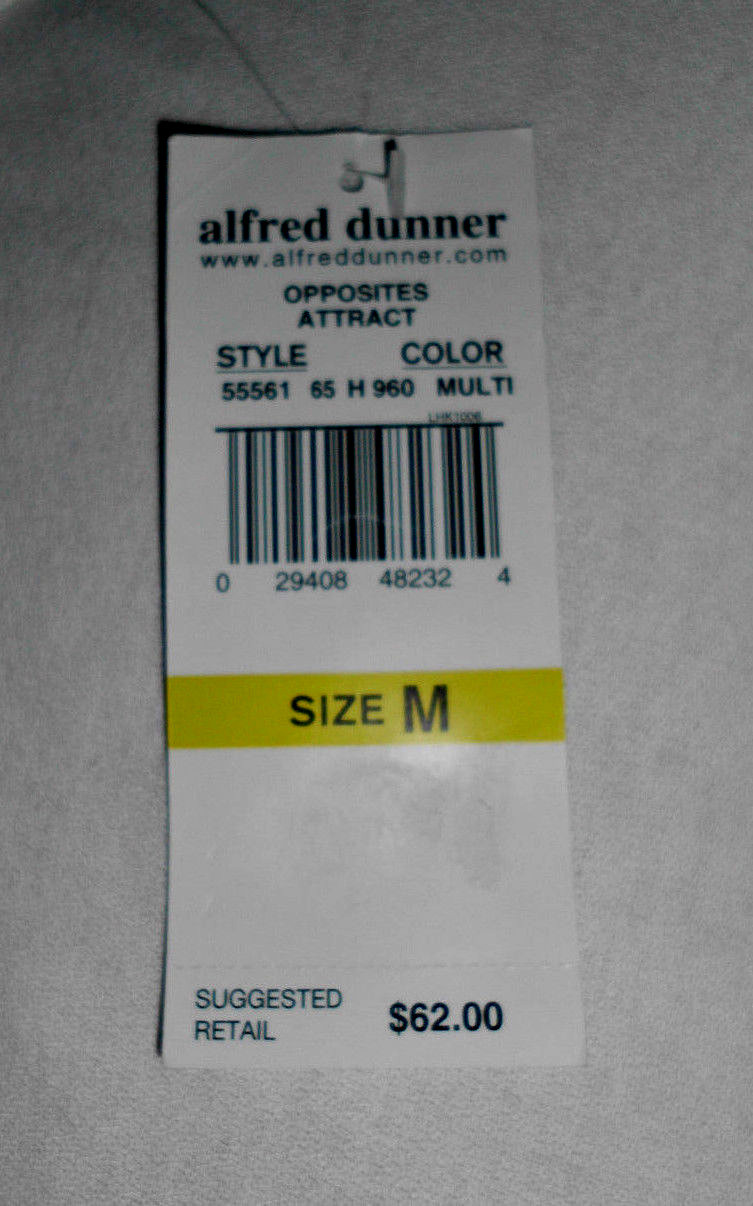 alfred dunner
www.alfreddunner.com
OPPOSITES
ATTRACT
STYLE COLOR
55561 65 H 960 MULTI
LHK1006
0 29408 48232 4
SIZE M
SUGGESTED
RETAIL $62.00